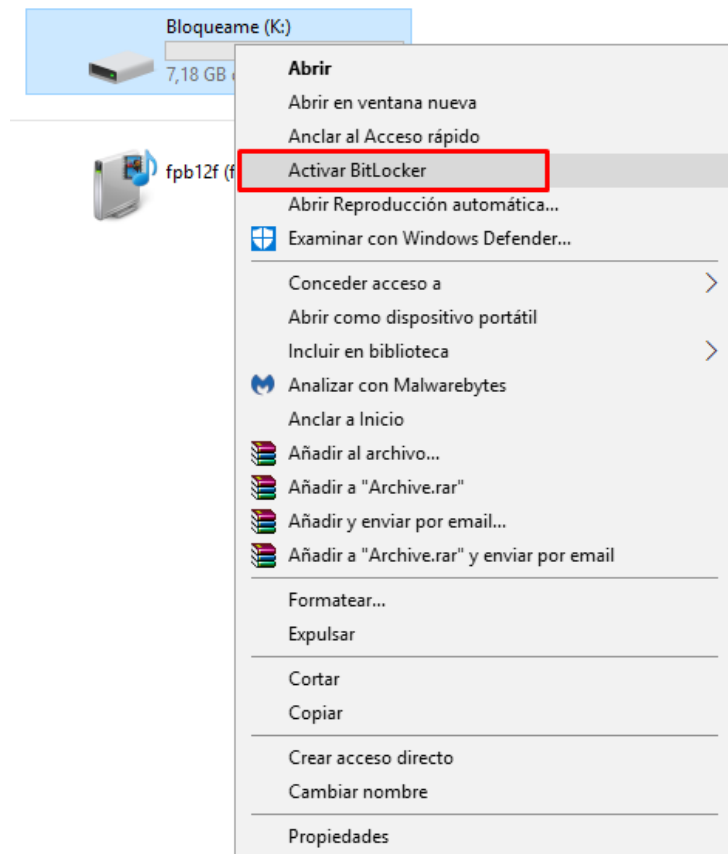 Bloqueame (K:)
7,18 GB
fpb12f (f
Abrir
Abrir en ventana nueva
Anclar al Acceso rápido
Activar BitLocker
Abrir Reproducción automática...
Examinar con Windows Defender...
Conceder acceso a
Abrir como dispositivo portátil
Incluir en biblioteca
Analizar con Malwarebytes
Anclar a Inicio
Añadir al archivo...
Añadir a "Archive.rar"
Añadir y enviar por email...
Añadir a "Archive.rar" y enviar por email
Formatear...
Expulsar
Cortar
Copiar
Crear acceso directo
Cambiar nombre
Propiedades